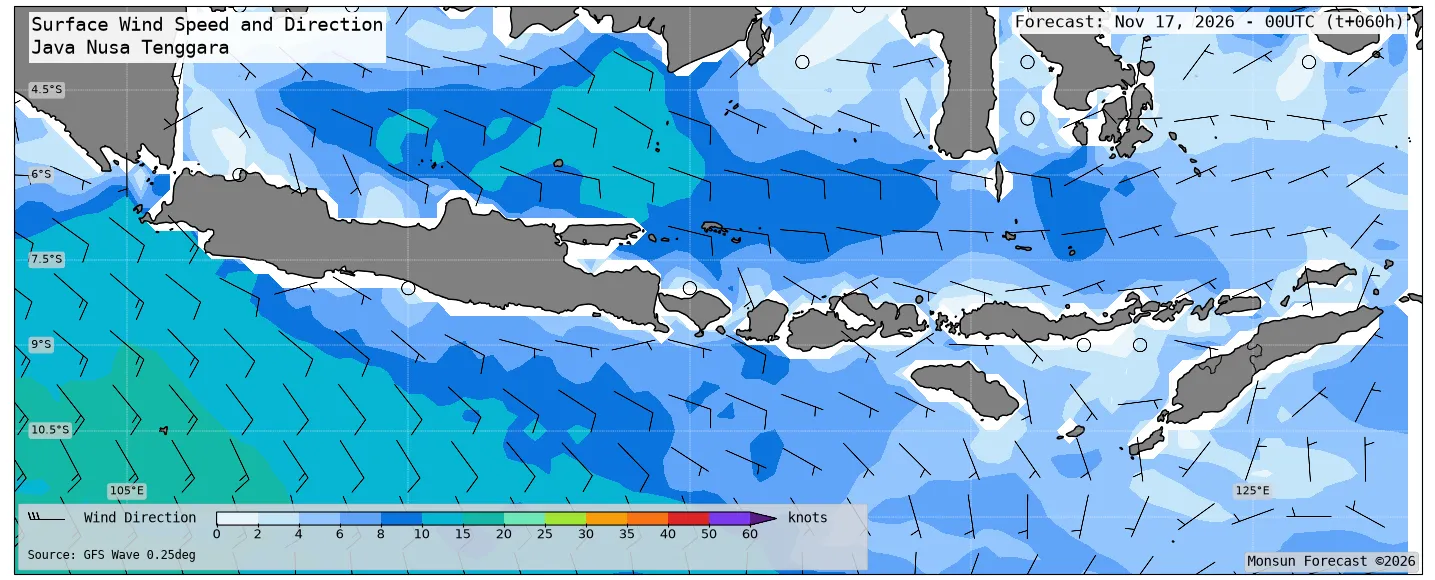 Surface Wind Speed and Direction
Java Nusa Tenggara
Forecast: Nov 17, 2026 - 00UTC (t+060h)
4.5°S
6°S
7.5°S
9°S
10.5°S
105°E
125°E
Wind Direction
knots
0 2 4 6 8 10 15 20 25 30 35 40 50 60
Source: GFS Wave 0.25deg
Monsun Forecast ©2026